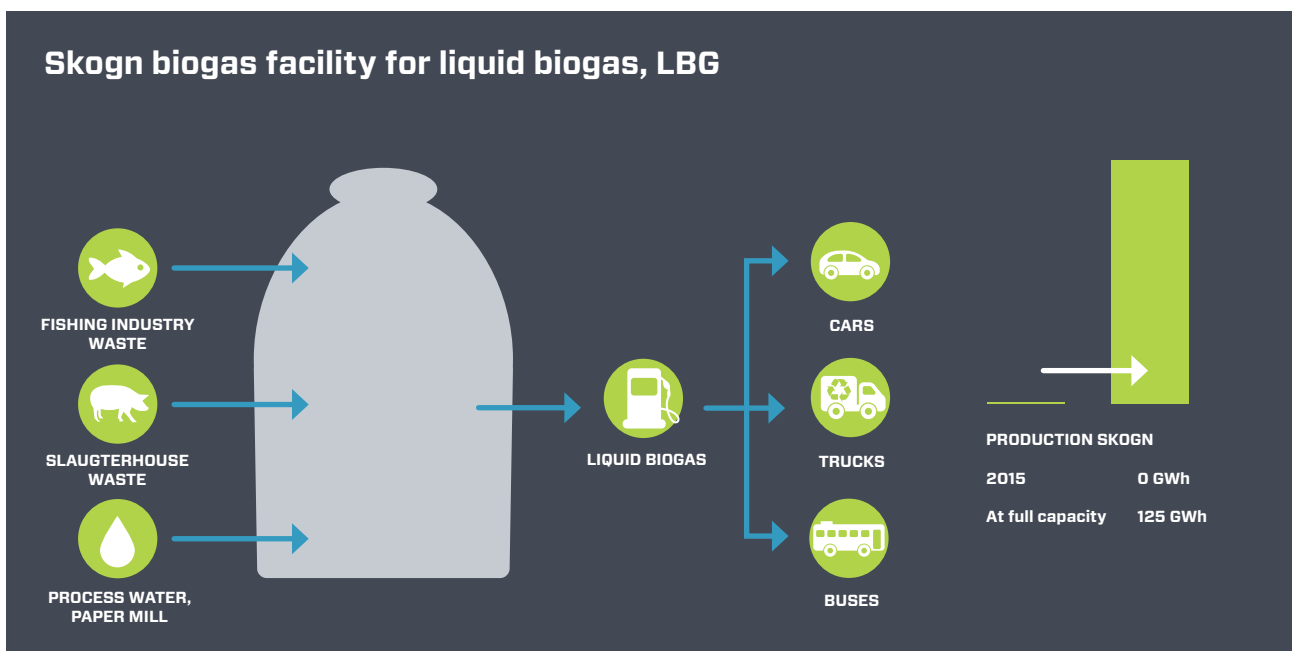 Skogn biogas facility for liquid biogas, LBG
FISHING INDUSTRY
WASTE
SLAUGTERHOUSE
WASTE
PROCESS WATER,
PAPER MILL
LIQUID BIOGAS
CARS
TRUCKS
BUSES
PRODUCTION SKOGN
2015 0 GWh
At full capacity 125 GWh